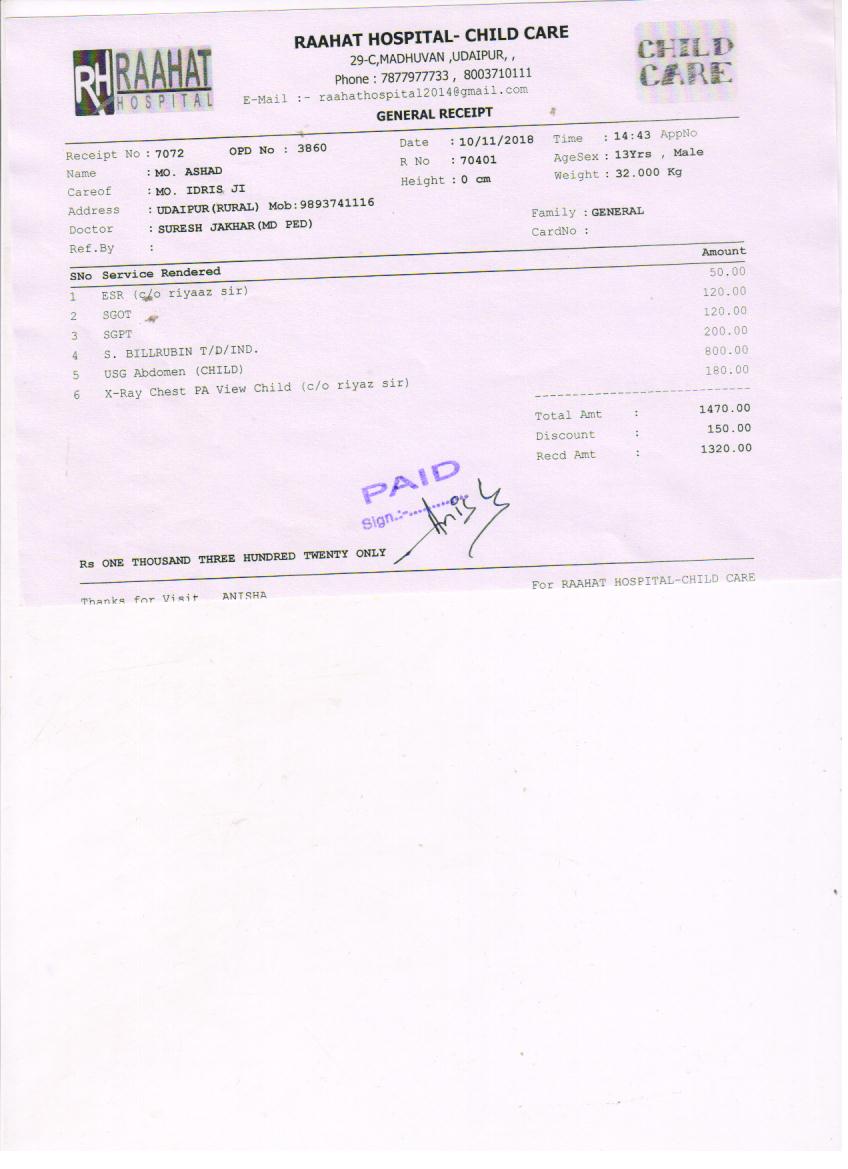 RAAHAT HOSPITAL- CHILD CARE
29-C,MADHUVAN ,UDAIPUR, ,
Phone : 7877977733 , 8003710111
E-Mail :- raahathospital2014@gmail.com
RH RAAHAT
HOSPITAL
CHILD
CARE
GENERAL RECEIPT
Receipt No : 7072 OPD No : 3860 Date : 10/11/2018 Time : 14:43 AppNo
Name : MO. ASHAD R No : 70401 AgeSex : 13Yrs , Male
Careof : MO. IDRIS JI Height : 0 cm Weight : 32.000 Kg
Address : UDAIPUR(RURAL) Mob:9893741116
Doctor : SURESH JAKHAR(MD PED) Family : GENERAL
Ref.By : CardNo :
SNo Service Rendered Amount
1 ESR (c/o riyaaz sir) 50.00
2 SGOT 120.00
3 SGPT 120.00
4 S. BILLRUBIN T/D/IND. 200.00
5 USG Abdomen (CHILD) 800.00
6 X-Ray Chest PA View Child (c/o riyaz sir) 180.00
Total Amt : 1470.00
Discount : 150.00
Recd Amt : 1320.00
PAID
Sign.:-............
Rs ONE THOUSAND THREE HUNDRED TWENTY ONLY
For RAAHAT HOSPITAL-CHILD CARE
Thanks for Visit ANISHA